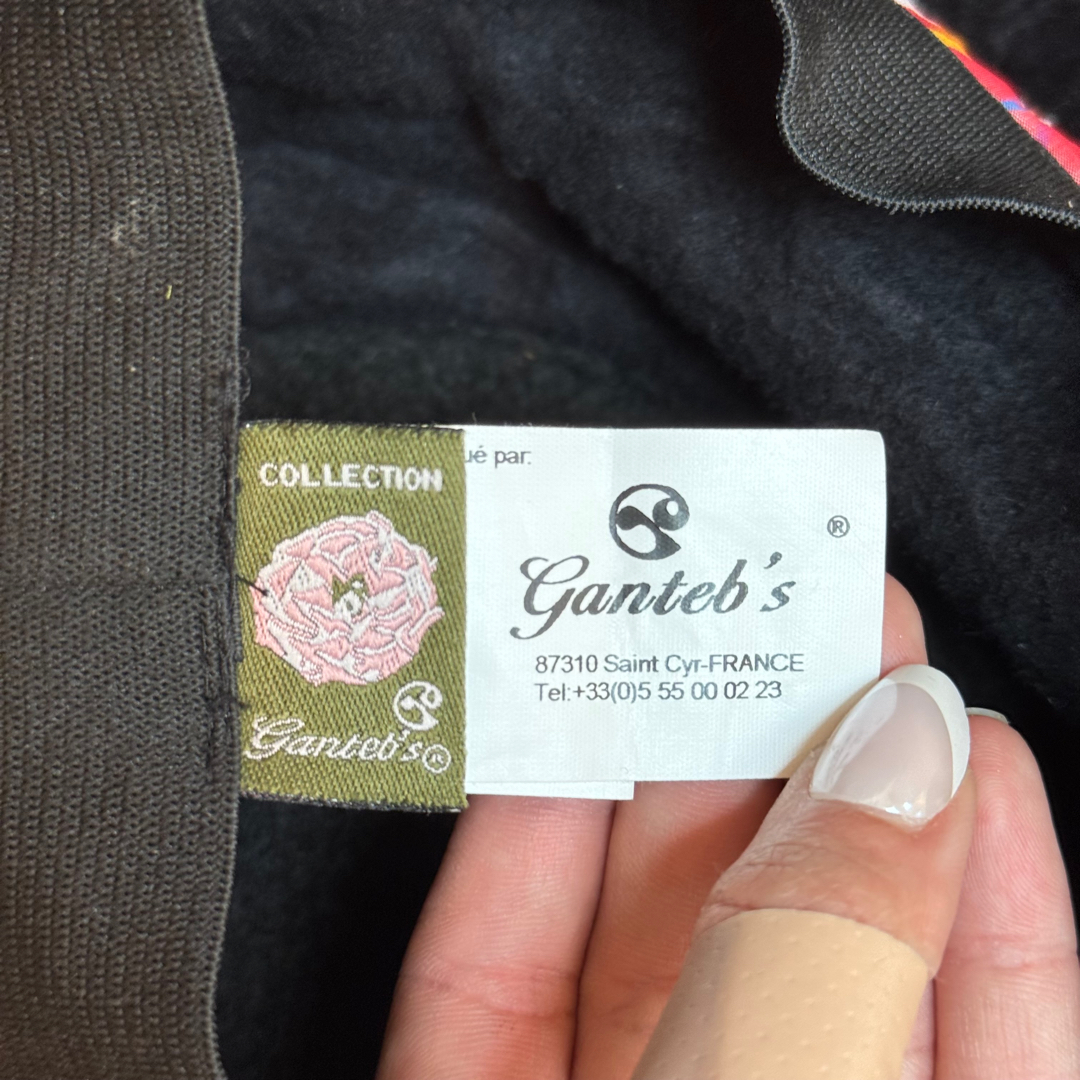 COLLECTION
Ganteb's®
ué par:
®
Ganteb's
87310 Saint Cyr-FRANCE
Tel:+33(0)5 55 00 02 23